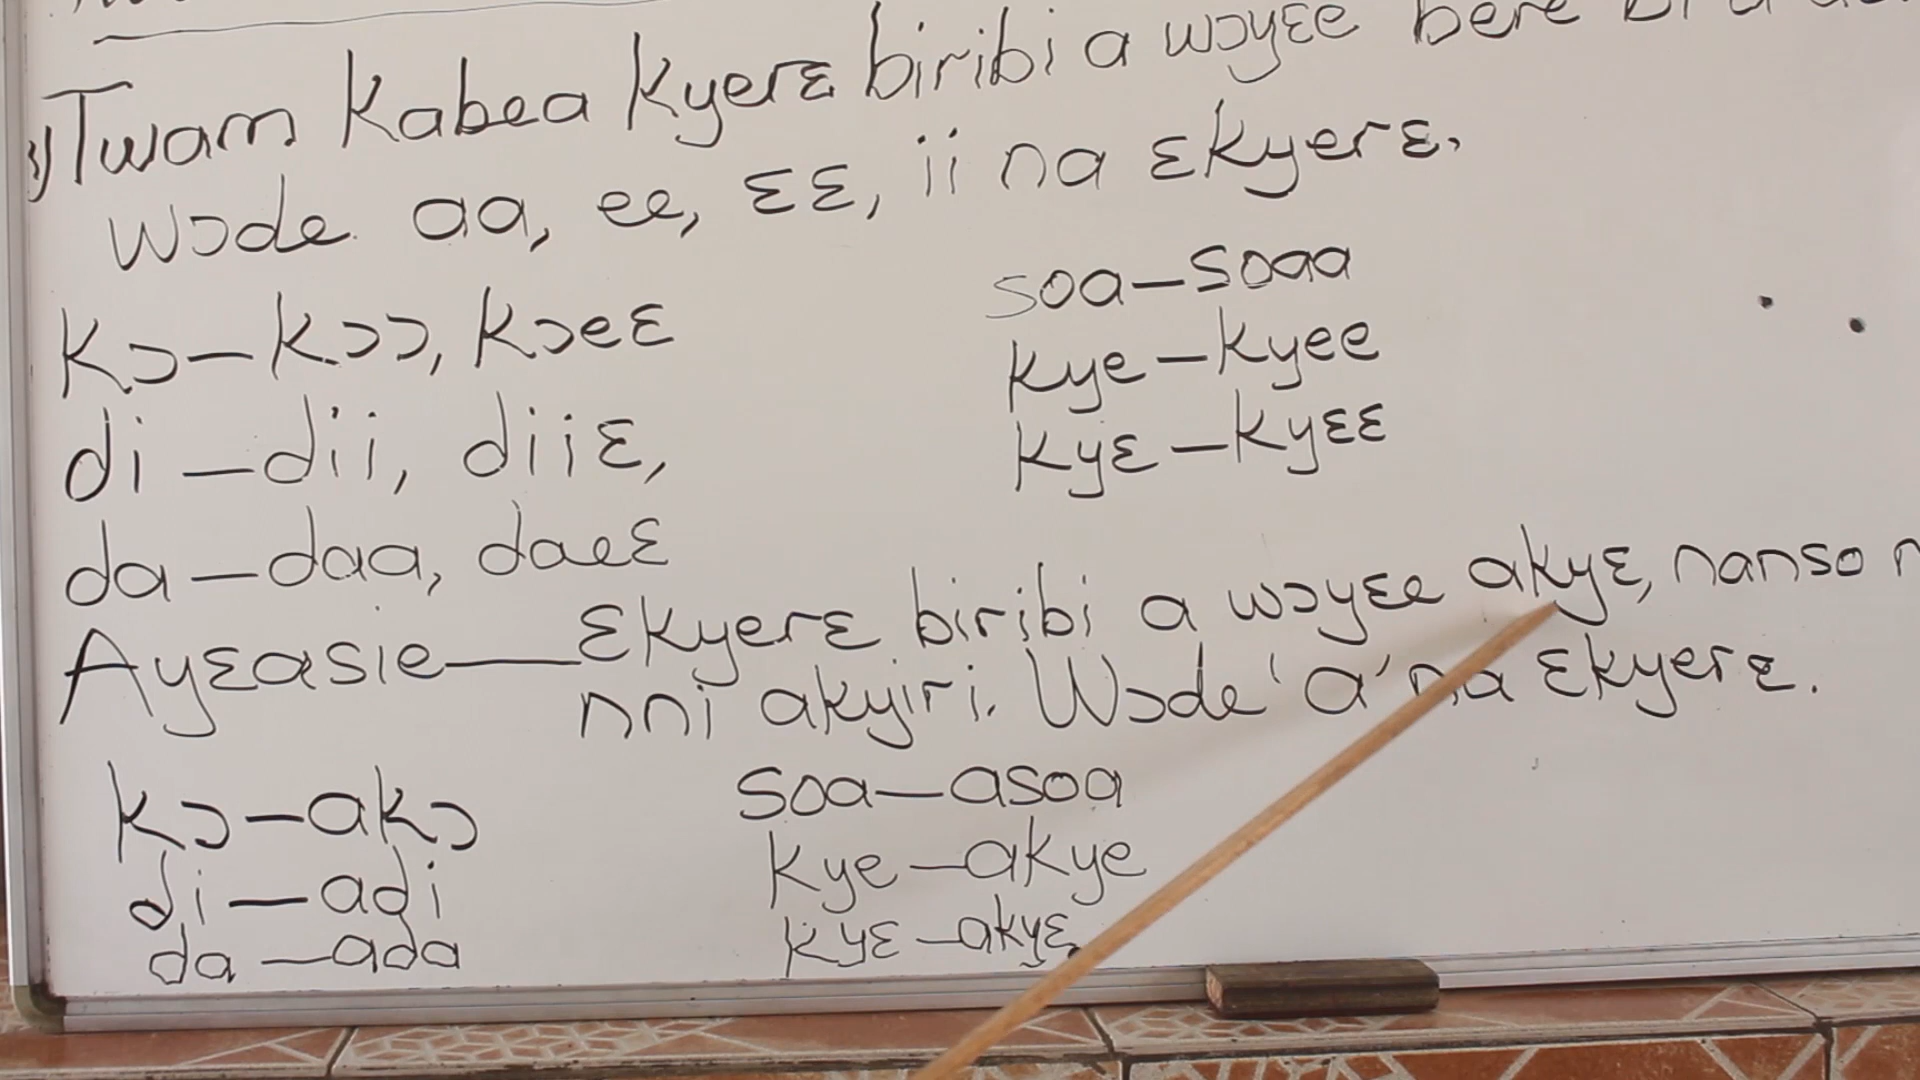 1) Twam Kabea Kyerɛ biribi a wɔyɛe bere bi a
Wɔde aa, ee, ɛɛ, ii na ɛkyerɛ.
Kɔ – Kɔɔ, Kɔeɛ
di – dii, diiɛ,
da – daa, daeɛ
soa – soaa
kye – kyee
kyɛ – kyɛɛ
Ayɛasie — ɛkyerɛ biribi a wɔyɛe akyɛ, nanso
nni akyiri. Wɔde 'a' na ɛkyerɛ.
kɔ – akɔ
di – adi
da – ada
soa – asoa
kye – akye
kyɛ – akyɛ